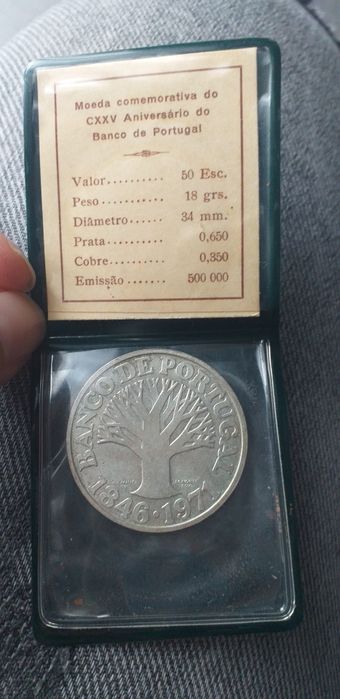 Moeda comemorativa do
CXXV Aniversário do
Banco de Portugal
Valor.......... 50 Esc.
Peso........... 18 grs.
Diâmetro....... 34 mm.
Prata.......... 0,650
Cobre.......... 0,350
Emissão ....... 500 000
BANCO DE PORTUGAL
1846 · 1971